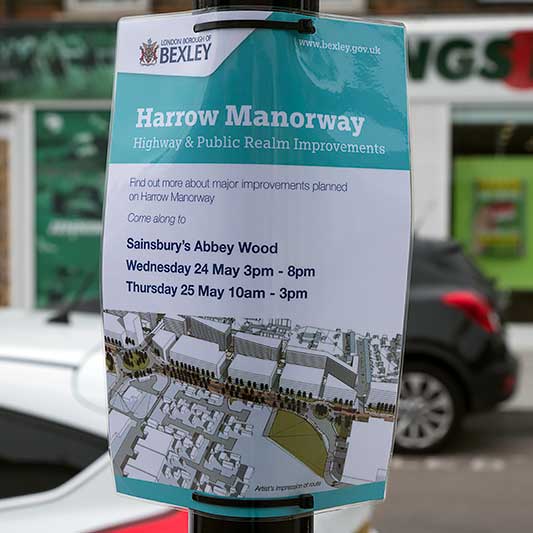 LONDON BOROUGH OF
BEXLEY
www.bexley.gov.uk
Harrow Manorway
Highway & Public Realm Improvements
Find out more about major improvements planned
on Harrow Manorway
Come along to
Sainsbury's Abbey Wood
Wednesday 24 May 3pm - 8pm
Thursday 25 May 10am - 3pm
Artist's impression of route
NGS